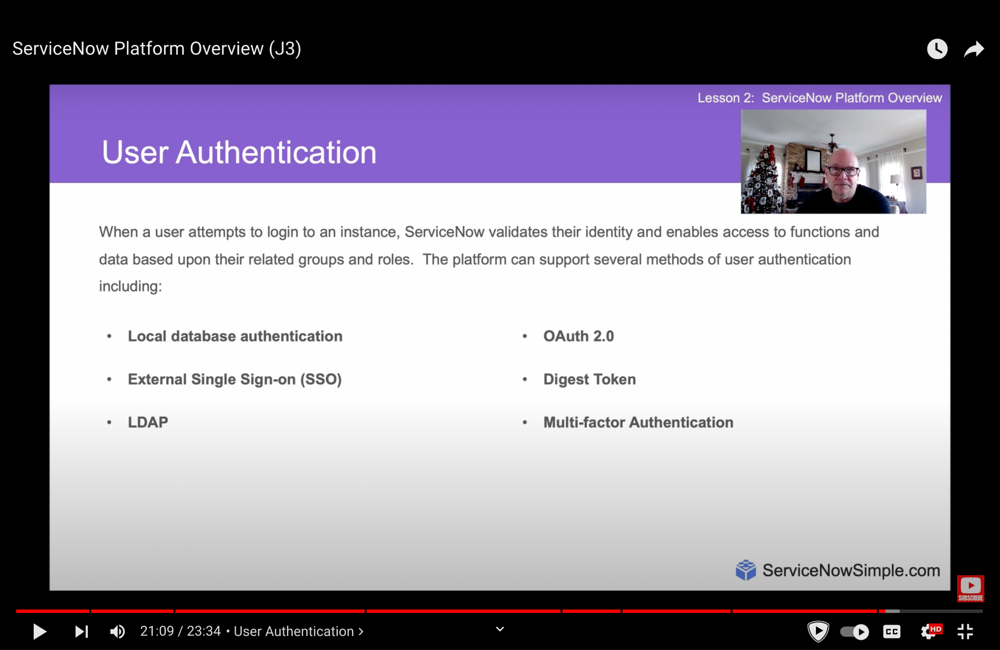 ServiceNow Platform Overview (J3)
Lesson 2: ServiceNow Platform Overview
User Authentication
When a user attempts to login to an instance, ServiceNow validates their identity and enables access to functions and
data based upon their related groups and roles. The platform can support several methods of user authentication
including:
• Local database authentication
• External Single Sign-on (SSO)
• LDAP
• OAuth 2.0
• Digest Token
• Multi-factor Authentication
ServiceNowSimple.com
SUBSCRIBE
21:09 / 23:34 • User Authentication >
CC
HD